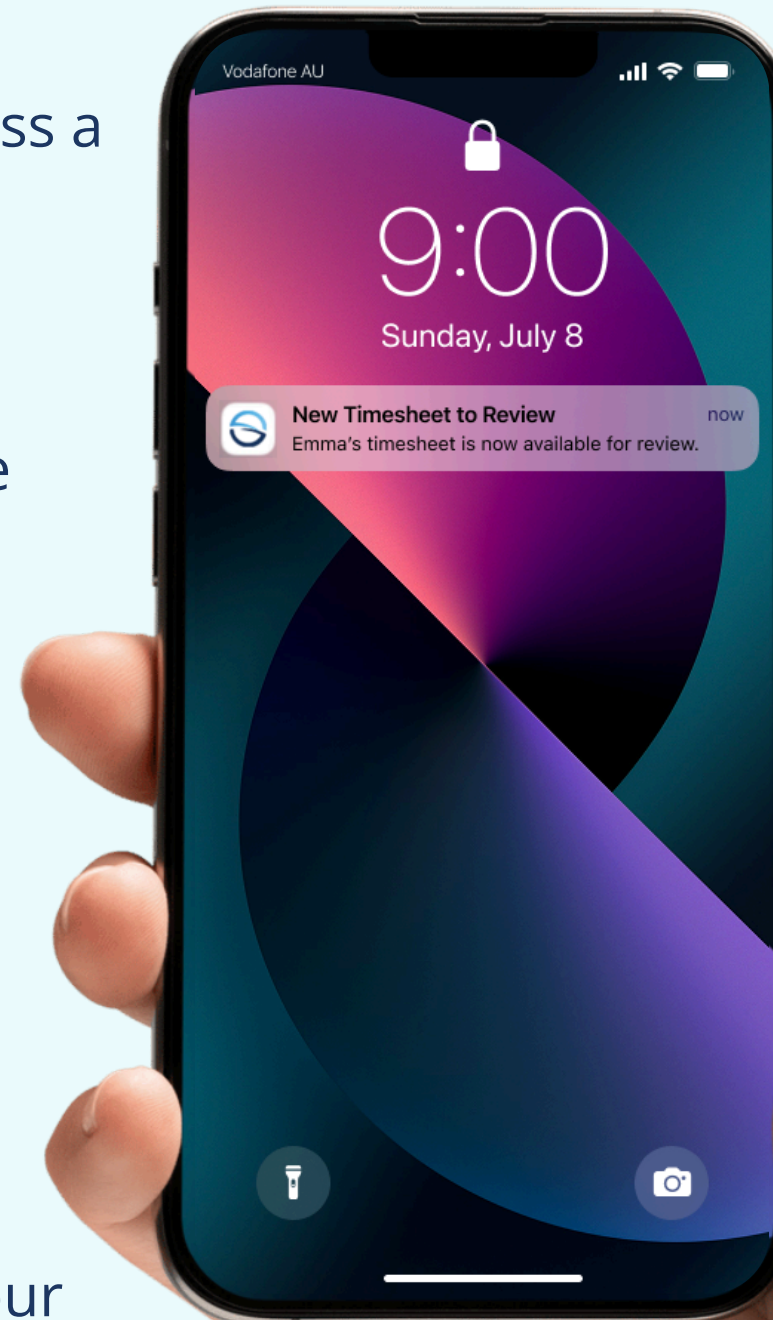 ss a
e
ur
Vodafone AU
9:00
Sunday, July 8
New Timesheet to Review
now
Emma's timesheet is now available for review.